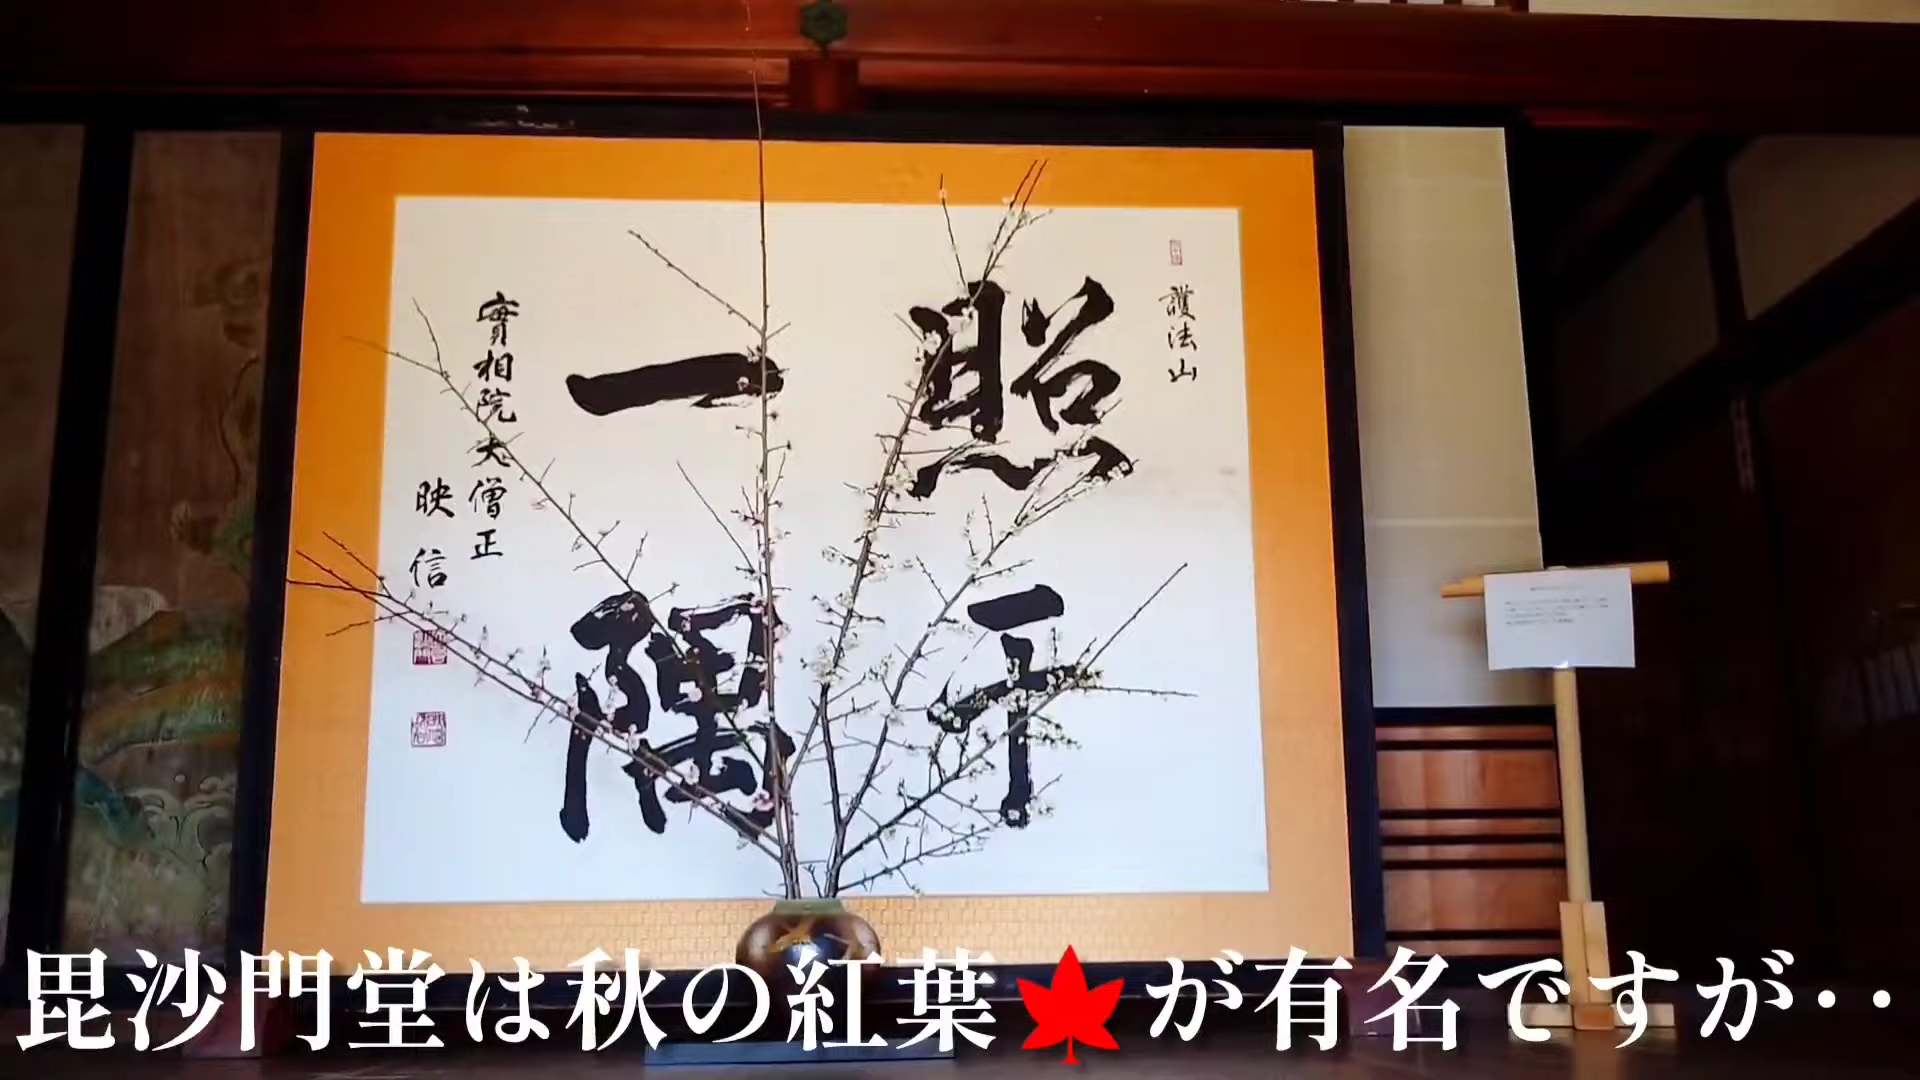 護法山
照于
一隅
實相院大僧正
映信
毘沙門堂は秋の紅葉🍁が有名ですが‥